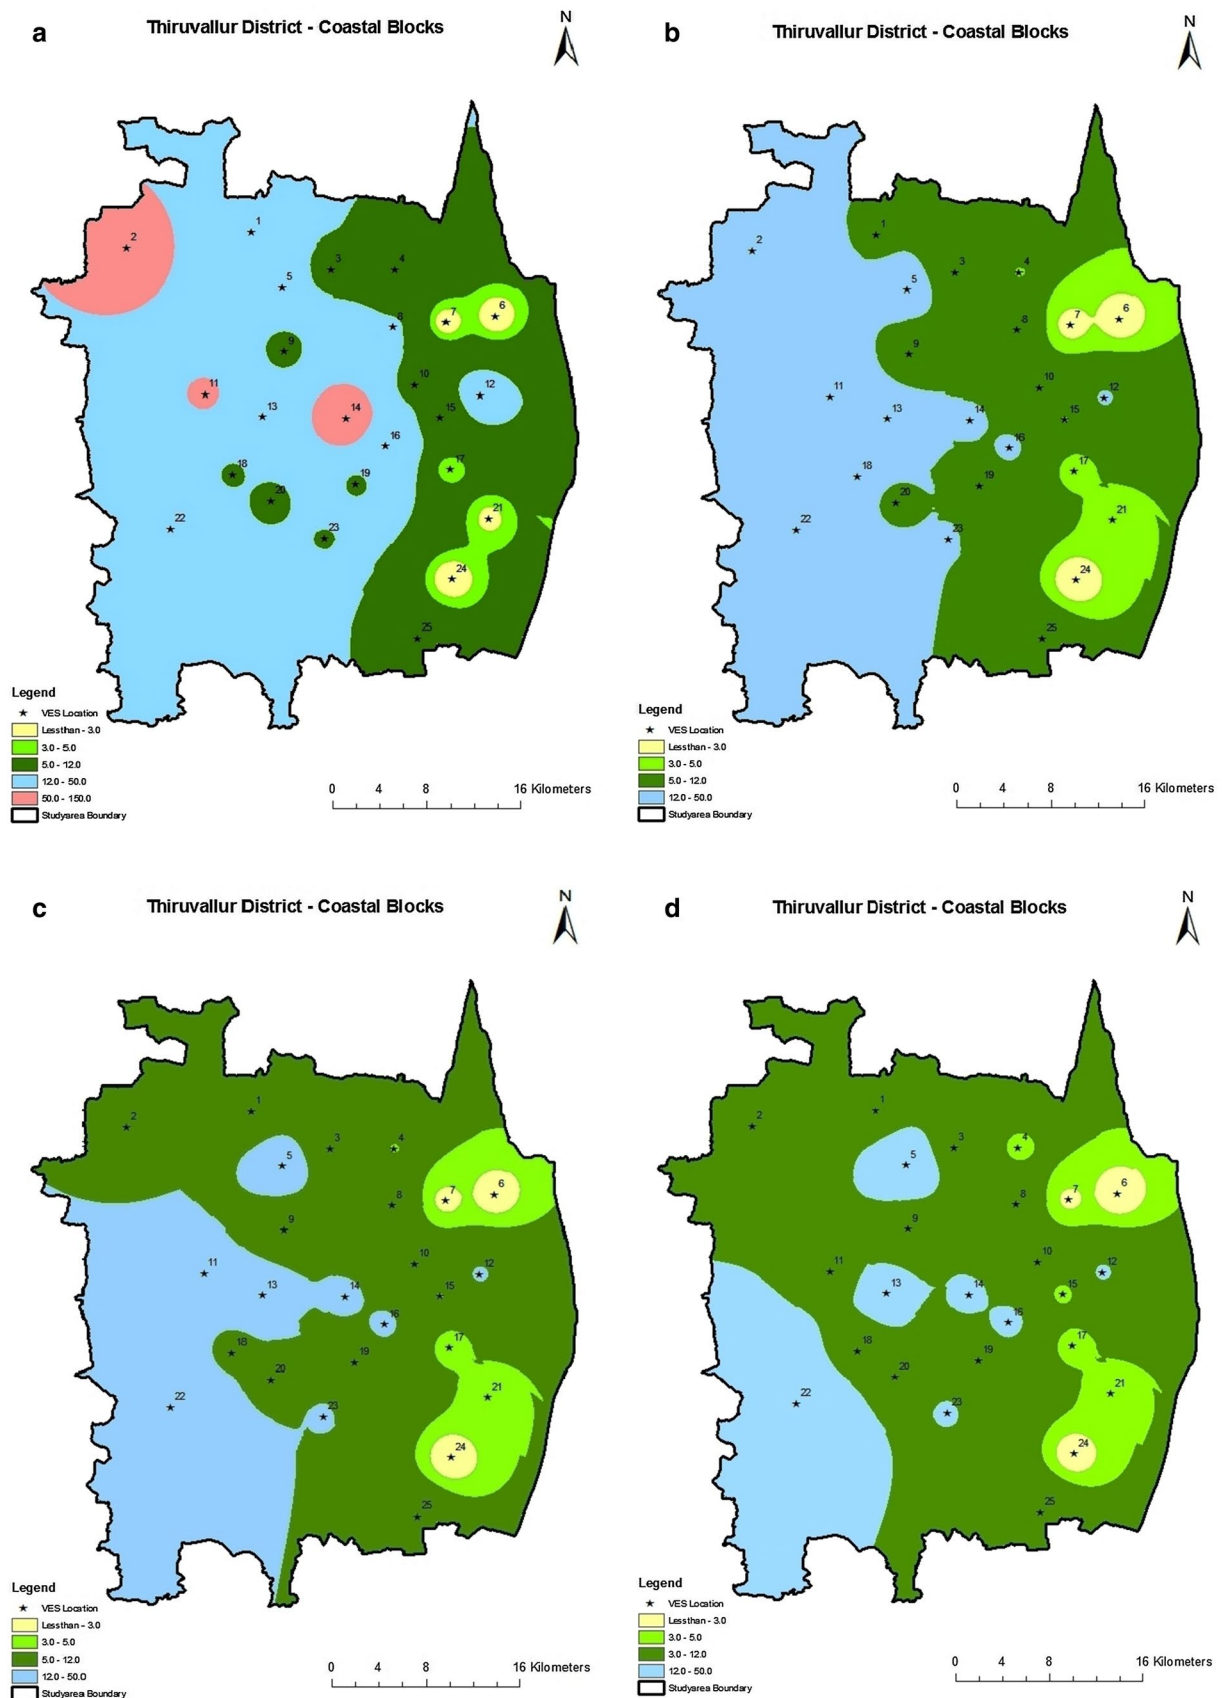 a
Thiruvallur District - Coastal Blocks
N
1
2
3
4
5
6
7
8
9
10
11
12
13
14
15
16
17
18
19
20
21
22
23
24
25
Legend
VES Location
Lessthan - 3.0
3.0 - 5.0
5.0 - 12.0
12.0 - 50.0
50.0 - 150.0
Studyarea Boundary
0 4 8 16 Kilometers
b
Thiruvallur District - Coastal Blocks
N
1
2
3
4
5
6
7
8
9
10
11
12
13
14
15
16
17
18
19
20
21
22
23
24
25
Legend
VES Location
Lessthan - 3.0
3.0 - 5.0
5.0 - 12.0
12.0 - 50.0
Studyarea Boundary
0 4 8 16 Kilometers
c
Thiruvallur District - Coastal Blocks
N
1
2
3
4
5
6
7
8
9
10
11
12
13
14
15
16
17
18
19
20
21
22
23
24
25
Legend
VES Location
Lessthan - 3.0
3.0 - 5.0
5.0 - 12.0
12.0 - 50.0
Studyarea Boundary
0 4 8 16 Kilometers
d
Thiruvallur District - Coastal Blocks
N
1
2
3
4
5
6
7
8
9
10
11
12
13
14
15
16
17
18
19
20
21
22
23
24
25
Legend
VES Location
Lessthan - 3.0
3.0 - 5.0
3.0 - 12.0
12.0 - 50.0
Studyarea Boundary
0 4 8 16 Kilometers